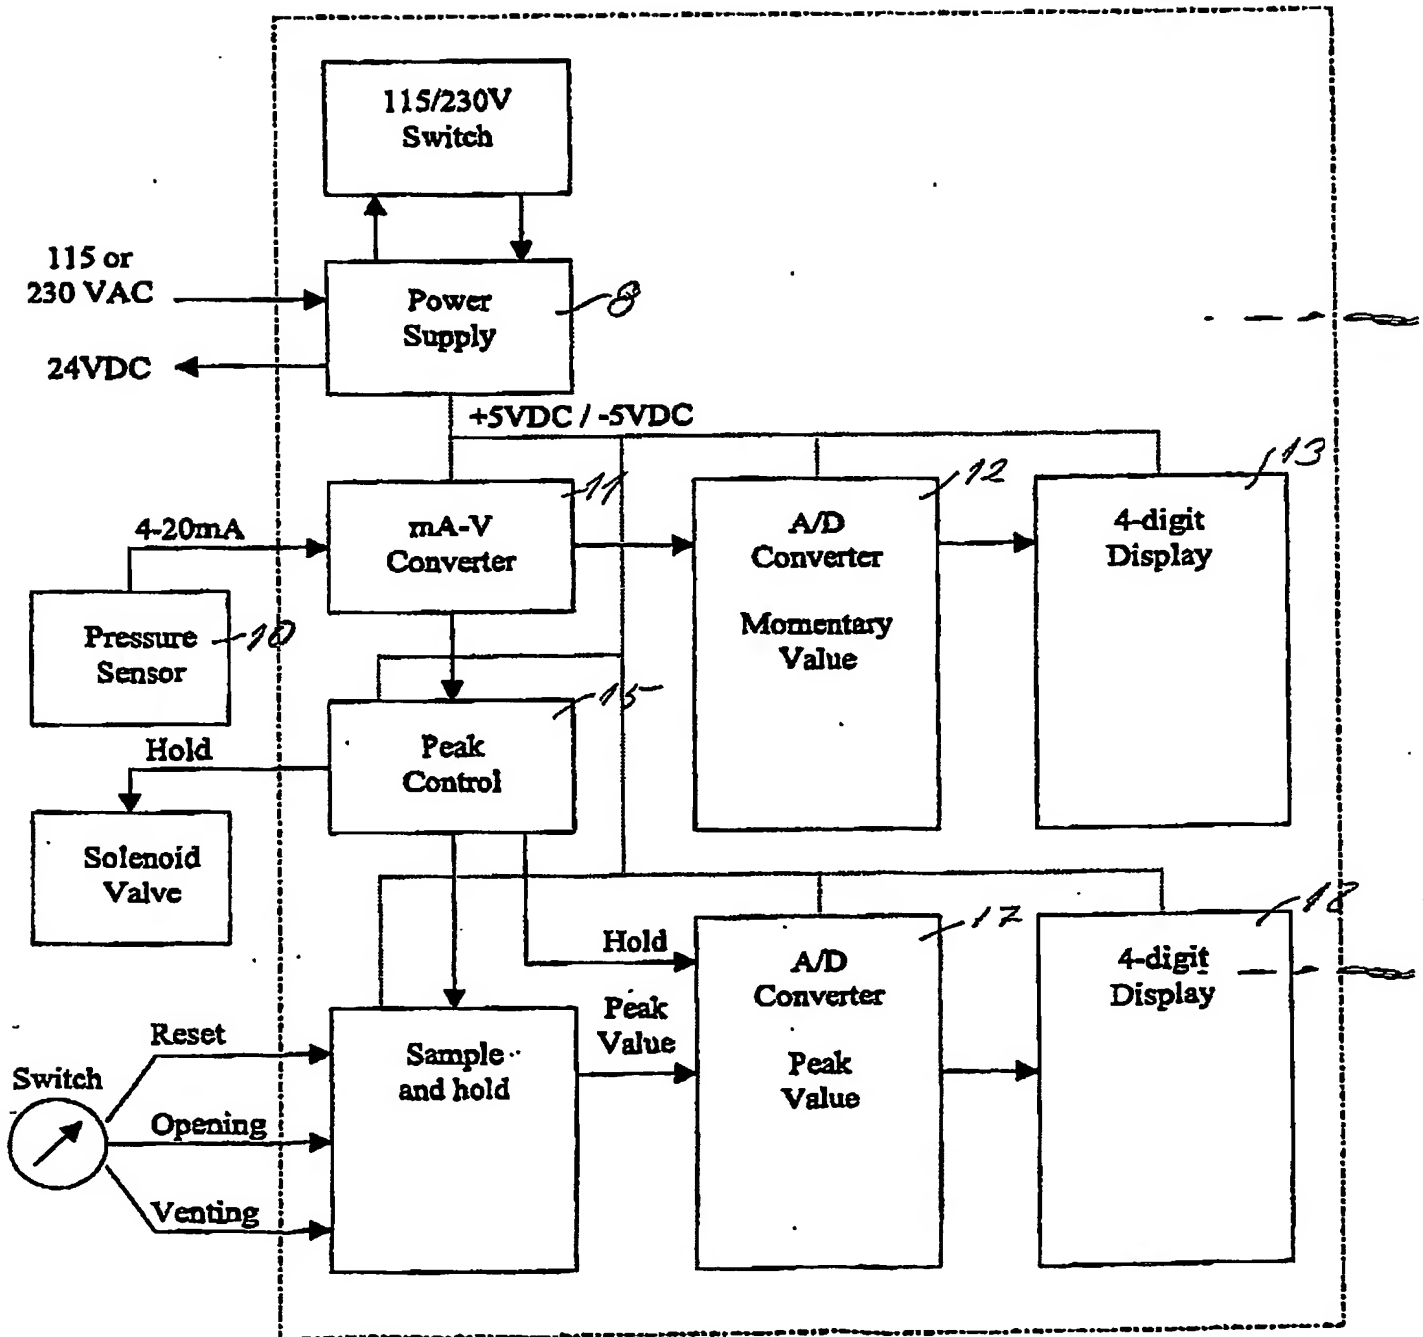 115/230V
Switch
115 or
230 VAC
Power
Supply
8
24VDC
+5VDC / -5VDC
11
12
13
4-20mA
mA-V
Converter
A/D
Converter
Momentary
Value
4-digit
Display
Pressure
Sensor
10
15
Hold
Peak
Control
Solenoid
Valve
17
18
Hold
A/D
Converter
4-digit
Display
Peak
Value
Reset
Switch
Sample
and hold
Peak
Value
Opening
Venting